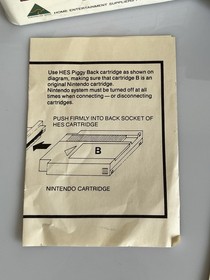 HOME ENTERTAINMENT SUPPLIERS
Use HES Piggy Back cartridge as shown on
diagram, making sure that cartridge B is an
original Nintendo cartridge.
Nintendo system must be turned off at all
times when connecting — or disconnecting
cartridges.
PUSH FIRMLY INTO BACK SOCKET OF
HES CARTRIDGE
B
NINTENDO CARTRIDGE